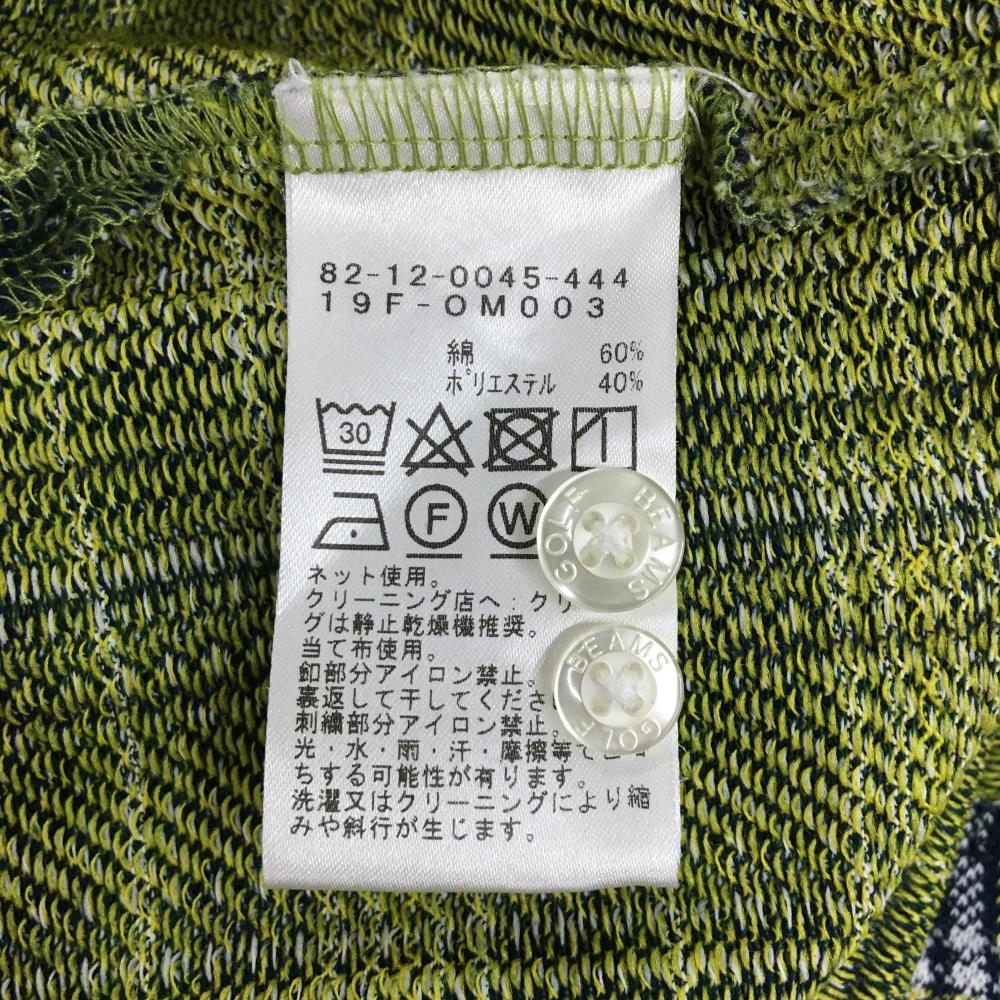 82-12-0045-444
19F-OM003
綿 60%
ポリエステル 40%
30
F
W
BEAMS GOLF
ネット使用。
クリーニング店へ:クリ
グは静止乾燥機推奨。
当て布使用。
BEAMS GOLF
釦部分アイロン禁止。
裏返して干してくださ
刺繍部分アイロン禁止。
光・水・雨・汗・摩擦等で
ちする可能性が有ります。
洗濯又はクリーニングにより縮
みや斜行が生じます。